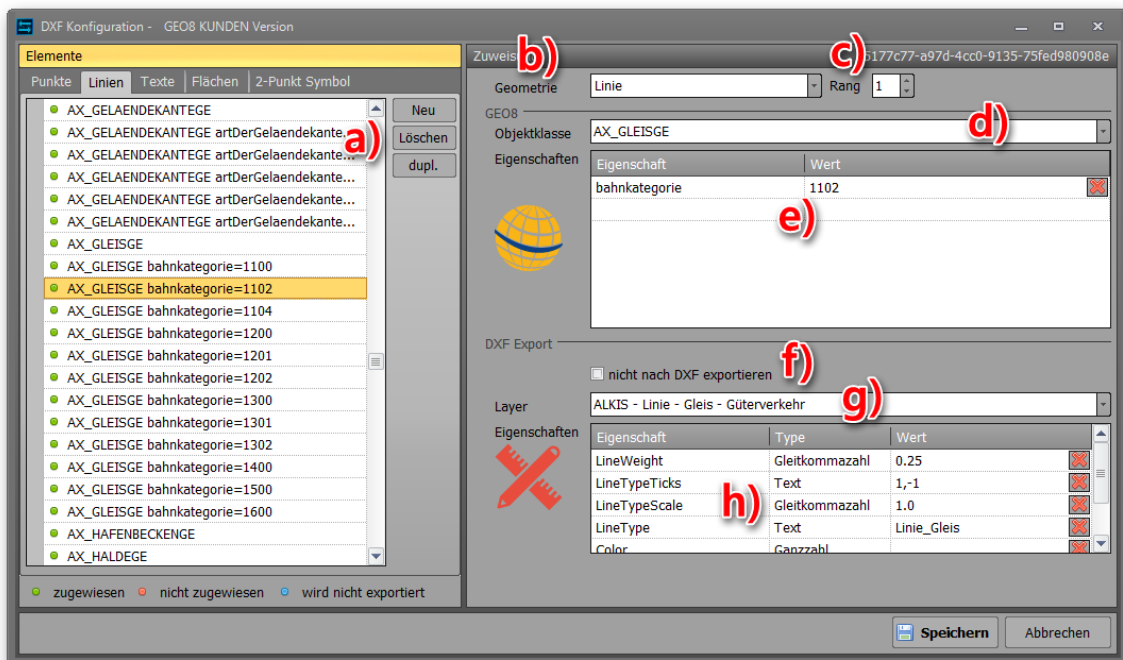 DXF Konfiguration - GEO8 KUNDEN Version
Elemente
Punkte Linien Texte Flächen 2-Punkt Symbol
AX_GELAENDEKANTEGE
AX_GELAENDEKANTEGE artDerGelaendekante...
AX_GELAENDEKANTEGE artDerGelaendekante...
AX_GELAENDEKANTEGE artDerGelaendekante...
AX_GELAENDEKANTEGE artDerGelaendekante...
AX_GELAENDEKANTEGE artDerGelaendekante...
AX_GLEISGE
AX_GLEISGE bahnkategorie=1100
AX_GLEISGE bahnkategorie=1102
AX_GLEISGE bahnkategorie=1104
AX_GLEISGE bahnkategorie=1200
AX_GLEISGE bahnkategorie=1201
AX_GLEISGE bahnkategorie=1202
AX_GLEISGE bahnkategorie=1300
AX_GLEISGE bahnkategorie=1301
AX_GLEISGE bahnkategorie=1302
AX_GLEISGE bahnkategorie=1400
AX_GLEISGE bahnkategorie=1500
AX_GLEISGE bahnkategorie=1600
AX_HAFENBECKENGE
AX_HALDEGE
Neu
Löschen
dupl.
a)
zugewiesen nicht zugewiesen wird nicht exportiert
b)
c)
5177c77-a97d-4cc0-9135-75fed980908e
Geometrie Linie Rang 1
GEO8
d)
Objektklasse AX_GLEISGE
Eigenschaften
Eigenschaft Wert
bahnkategorie 1102
e)
DXF Export
f)
nicht nach DXF exportieren
g)
Layer ALKIS - Linie - Gleis - Güterverkehr
Eigenschaften
Eigenschaft Type Wert
LineWeight Gleitkommazahl 0.25
LineTypeTicks Text 1,-1
h)
LineTypeScale Gleitkommazahl 1.0
LineType Text Linie_Gleis
Color Ganzzahl
Speichern Abbrechen